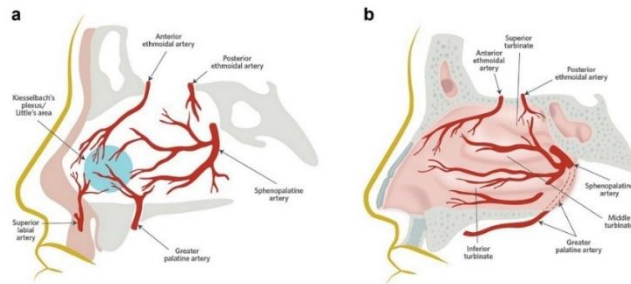 a
Anterior
ethmoidal artery
Posterior
ethmoidal artery
Kiesselbach's
plexus/
Little's area
Sphenopalatine
artery
Superior
labial
artery
Greater
palatine artery
b
Superior
turbinate
Anterior
ethmoidal
artery
Posterior
ethmoidal artery
Sphenopalatine
artery
Middle
turbinate
Inferior
turbinate
Greater
palatine artery